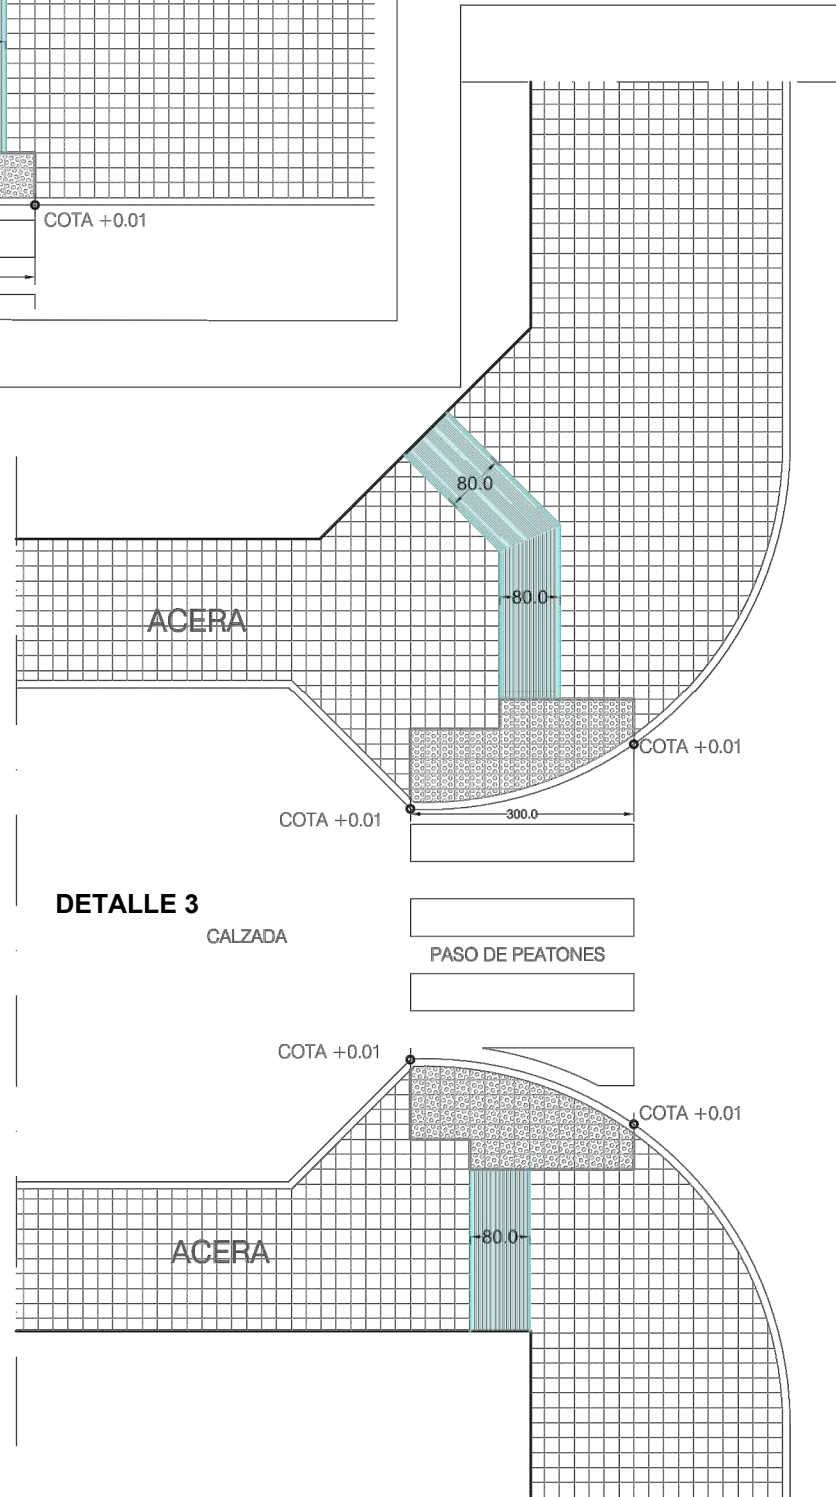 COTA +0.01
80.0
80.0
ACERA
COTA +0.01
COTA +0.01
300.0
DETALLE 3
CALZADA
PASO DE PEATONES
COTA +0.01
COTA +0.01
80.0
ACERA